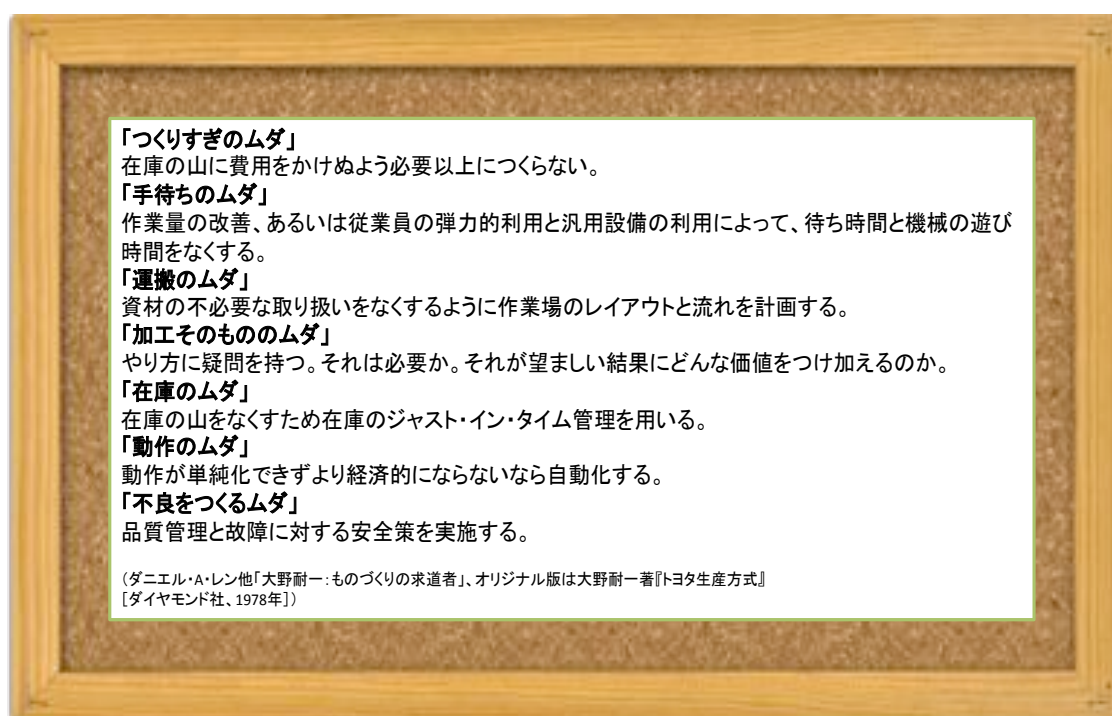 「つくりすぎのムダ」
在庫の山に費用をかけぬよう必要以上につくらない。
「手待ちのムダ」
作業量の改善、あるいは従業員の弾力的利用と汎用設備の利用によって、待ち時間と機械の遊び
時間をなくする。
「運搬のムダ」
資材の不必要な取り扱いをなくするように作業場のレイアウトと流れを計画する。
「加工そのもののムダ」
やり方に疑問を持つ。それは必要か。それが望ましい結果にどんな価値をつけ加えるのか。
「在庫のムダ」
在庫の山をなくすため在庫のジャスト・イン・タイム管理を用いる。
「動作のムダ」
動作が単純化できずより経済的にならないなら自動化する。
「不良をつくるムダ」
品質管理と故障に対する安全策を実施する。
(ダニエル・A・レン他「大野耐一:ものづくりの求道者」、オリジナル版は大野耐一著『トヨタ生産方式』
[ダイヤモンド社、1978年])